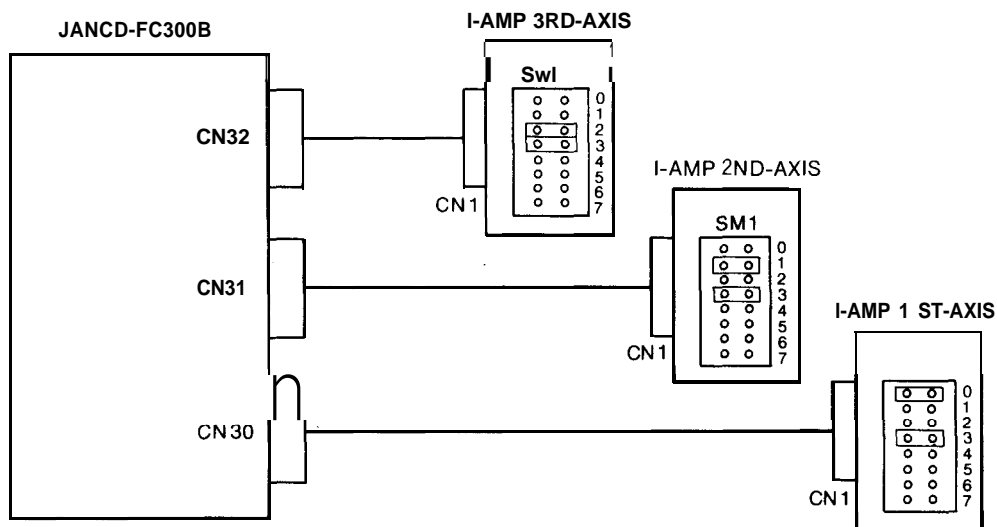 I-AMP 3RD-AXIS
JANCD-FC300B
Swl
0
1
2
3
4
5
6
7
CN32
CN1
I-AMP 2ND-AXIS
SM1
0
1
2
3
4
5
6
7
CN31
CN1
I-AMP 1 ST-AXIS
0
1
2
3
4
5
6
7
CN30
CN1